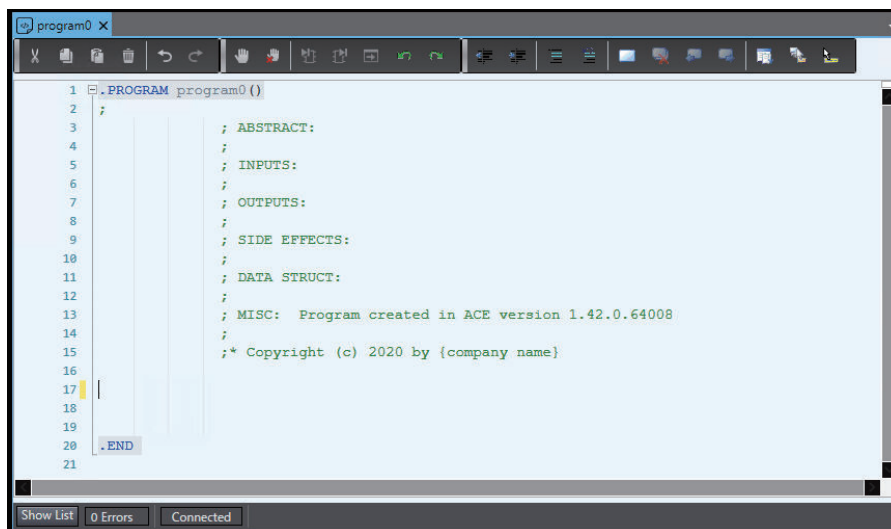 program0
1 .PROGRAM program0()
2 ;
3 ; ABSTRACT:
4 ;
5 ; INPUTS:
6 ;
7 ; OUTPUTS:
8 ;
9 ; SIDE EFFECTS:
10 ;
11 ; DATA STRUCT:
12 ;
13 ; MISC:  Program created in ACE version 1.42.0.64008
14 ;
15 ;* Copyright (c) 2020 by {company name}
16
17
18
19
20 .END
21
Show List 0 Errors Connected